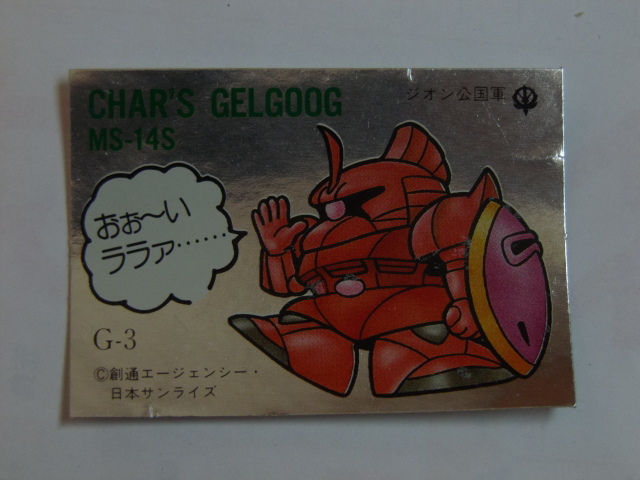 CHAR'S GELGOOG
MS-14S
ジオン公国軍
おぉ〜い
ララァ……
G-3
©創通エージェンシー・
日本サンライズ